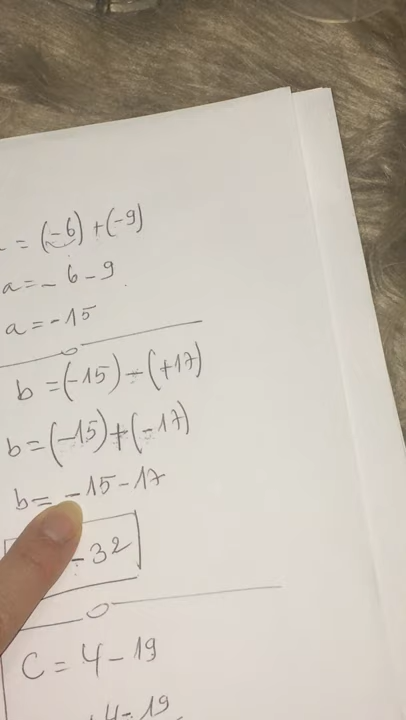 = (-6) + (-9)
a = - 6 - 9
a = - 15
b = (-15) - (+17)
b = (-15) + (-17)
b = - 15 - 17
- 32
C = 4 - 19
4 - 19